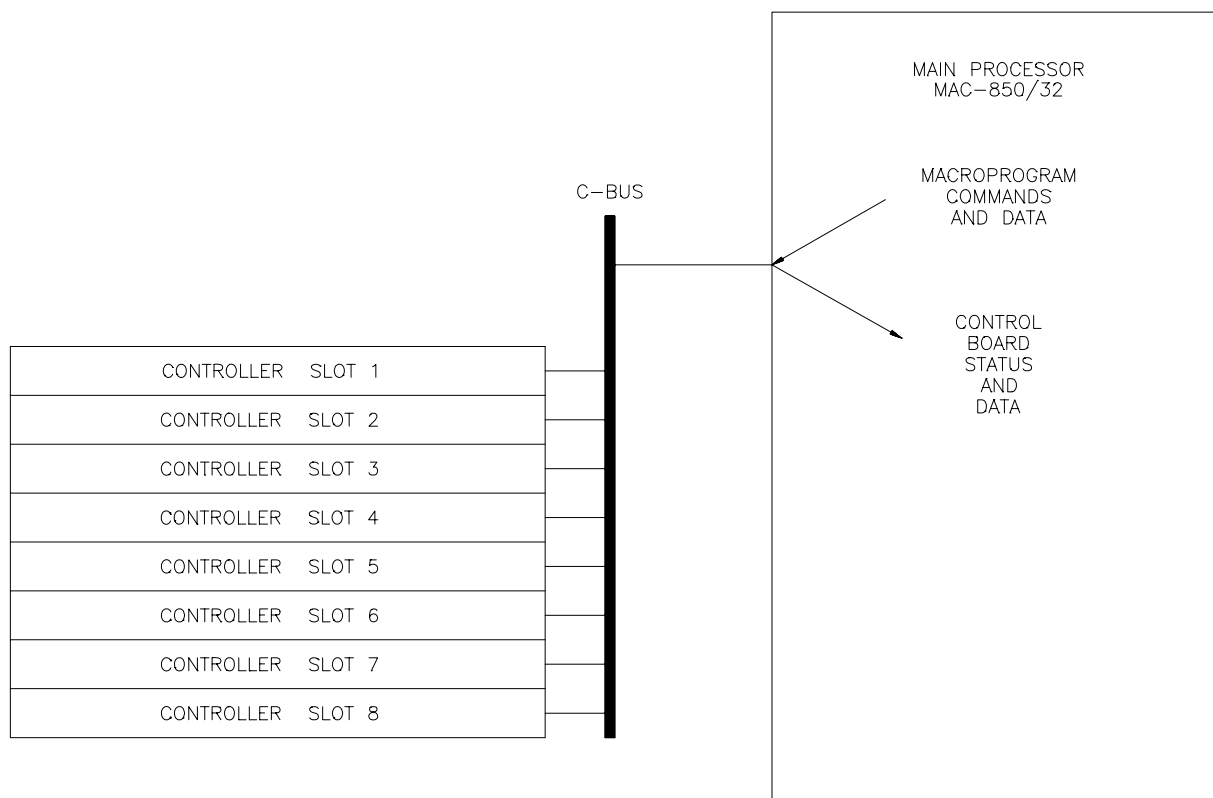 MAIN PROCESSOR
MAC-850/32
MACROPROGRAM
COMMANDS
AND DATA
C-BUS
CONTROL
BOARD
STATUS
AND
DATA
CONTROLLER SLOT 1
CONTROLLER SLOT 2
CONTROLLER SLOT 3
CONTROLLER SLOT 4
CONTROLLER SLOT 5
CONTROLLER SLOT 6
CONTROLLER SLOT 7
CONTROLLER SLOT 8